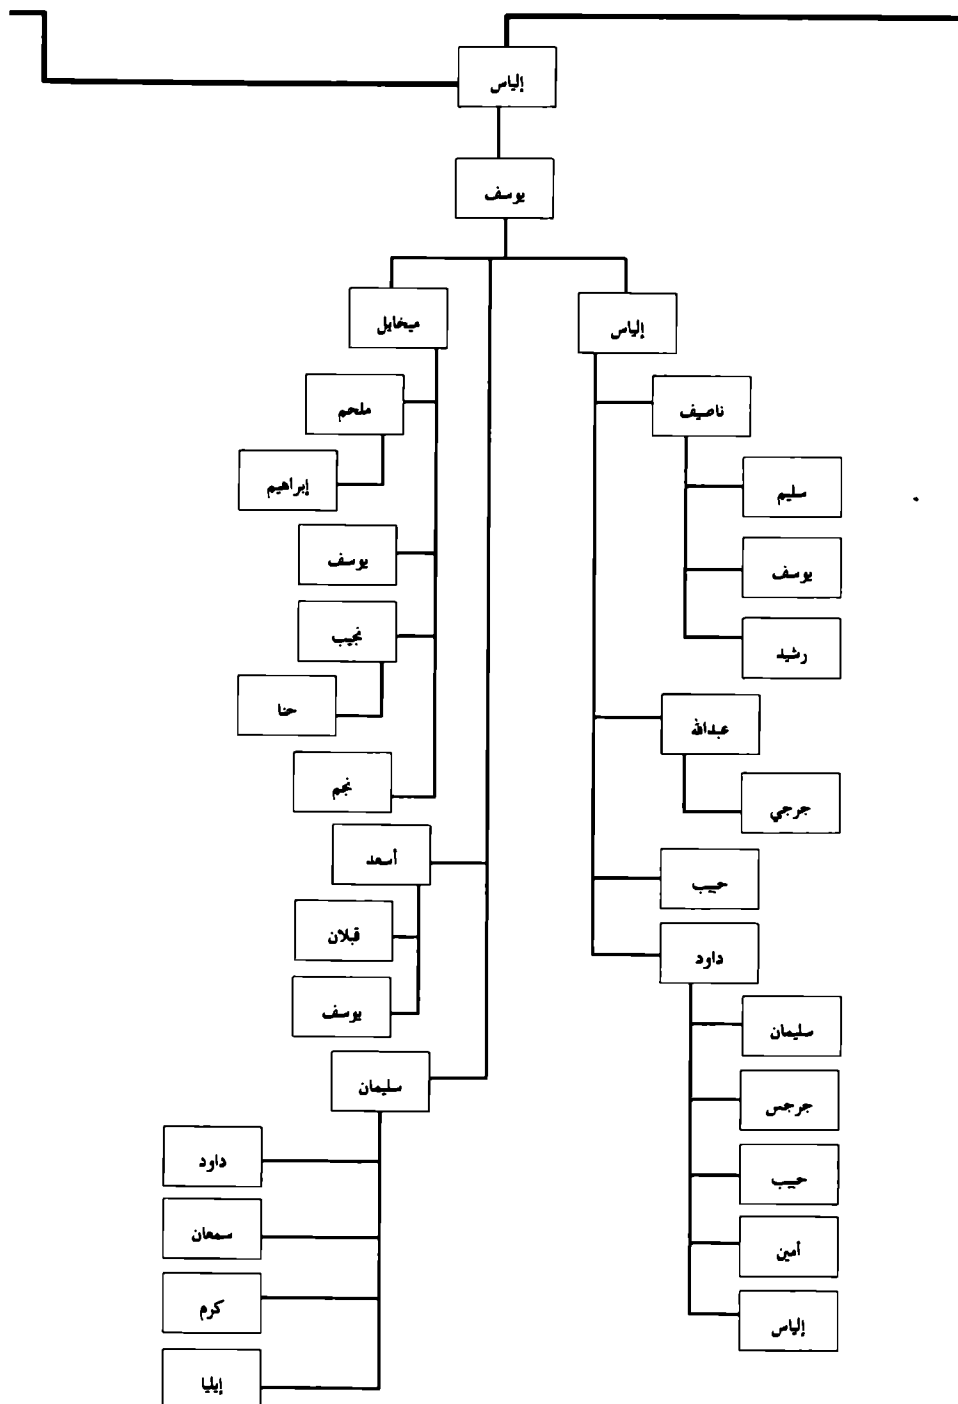 إلياس
يوسف
إلياس
ناصيف
سليم
يوسف
رشيد
عبدالله
جرجي
حبيب
داود
سليمان
جرجس
حبيب
أمين
إلياس
ميخايل
ملحم
إبراهيم
يوسف
نجيب
حنا
نجم
أسعد
قبلان
يوسف
سليمان
داود
سمعان
كرم
إيليا